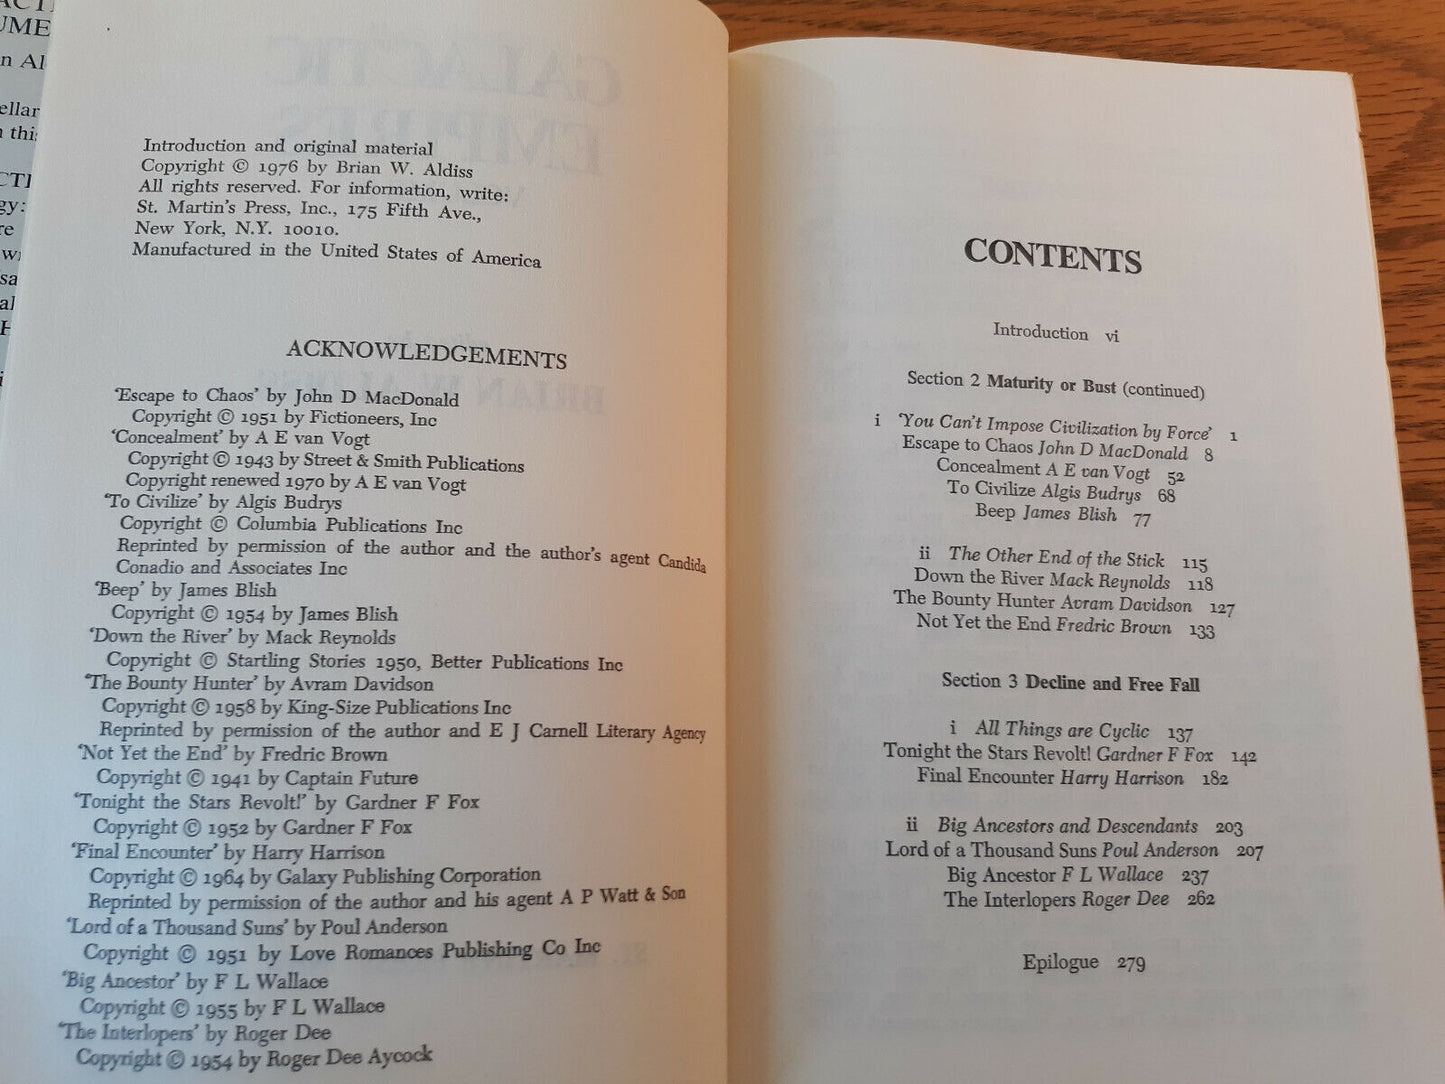 UME
n Al
ellar
this
gy:
re
Introduction and original material
Copyright © 1976 by Brian W. Aldiss
All rights reserved. For information, write:
St. Martin's Press, Inc., 175 Fifth Ave.,
New York, N.Y. 10010.
Manufactured in the United States of America
ACKNOWLEDGEMENTS
'Escape to Chaos' by John D MacDonald
Copyright © 1951 by Fictioneers, Inc
'Concealment' by A E van Vogt
Copyright © 1943 by Street & Smith Publications
Copyright renewed 1970 by A E van Vogt
'To Civilize' by Algis Budrys
Copyright © Columbia Publications Inc
Reprinted by permission of the author and the author's agent Candida
Conadio and Associates Inc
'Beep' by James Blish
Copyright © 1954 by James Blish
'Down the River' by Mack Reynolds
Copyright © Startling Stories 1950, Better Publications Inc
'The Bounty Hunter' by Avram Davidson
Copyright © 1958 by King-Size Publications Inc
Reprinted by permission of the author and E J Carnell Literary Agency
'Not Yet the End' by Fredric Brown
Copyright © 1941 by Captain Future
'Tonight the Stars Revolt!' by Gardner F Fox
Copyright © 1952 by Gardner F Fox
'Final Encounter' by Harry Harrison
Copyright © 1964 by Galaxy Publishing Corporation
Reprinted by permission of the author and his agent A P Watt & Son
'Lord of a Thousand Suns' by Poul Anderson
Copyright © 1951 by Love Romances Publishing Co Inc
'Big Ancestor' by F L Wallace
Copyright © 1955 by F L Wallace
'The Interlopers' by Roger Dee
Copyright © 1954 by Roger Dee Aycock
CONTENTS
Introduction vi
Section 2 Maturity or Bust (continued)
i 'You Can't Impose Civilization by Force' 1
Escape to Chaos John D MacDonald 8
Concealment A E van Vogt 52
To Civilize Algis Budrys 68
Beep James Blish 77
ii The Other End of the Stick 115
Down the River Mack Reynolds 118
The Bounty Hunter Avram Davidson 127
Not Yet the End Fredric Brown 133
Section 3 Decline and Free Fall
i All Things are Cyclic 137
Tonight the Stars Revolt! Gardner F Fox 142
Final Encounter Harry Harrison 182
ii Big Ancestors and Descendants 203
Lord of a Thousand Suns Poul Anderson 207
Big Ancestor F L Wallace 237
The Interlopers Roger Dee 262
Epilogue 279